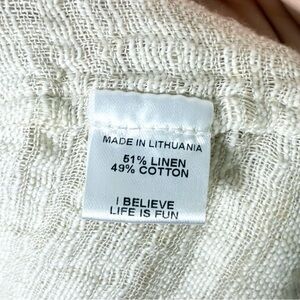 MADE IN LITHUANIA
51% LINEN
49% COTTON
I BELIEVE
LIFE IS FUN